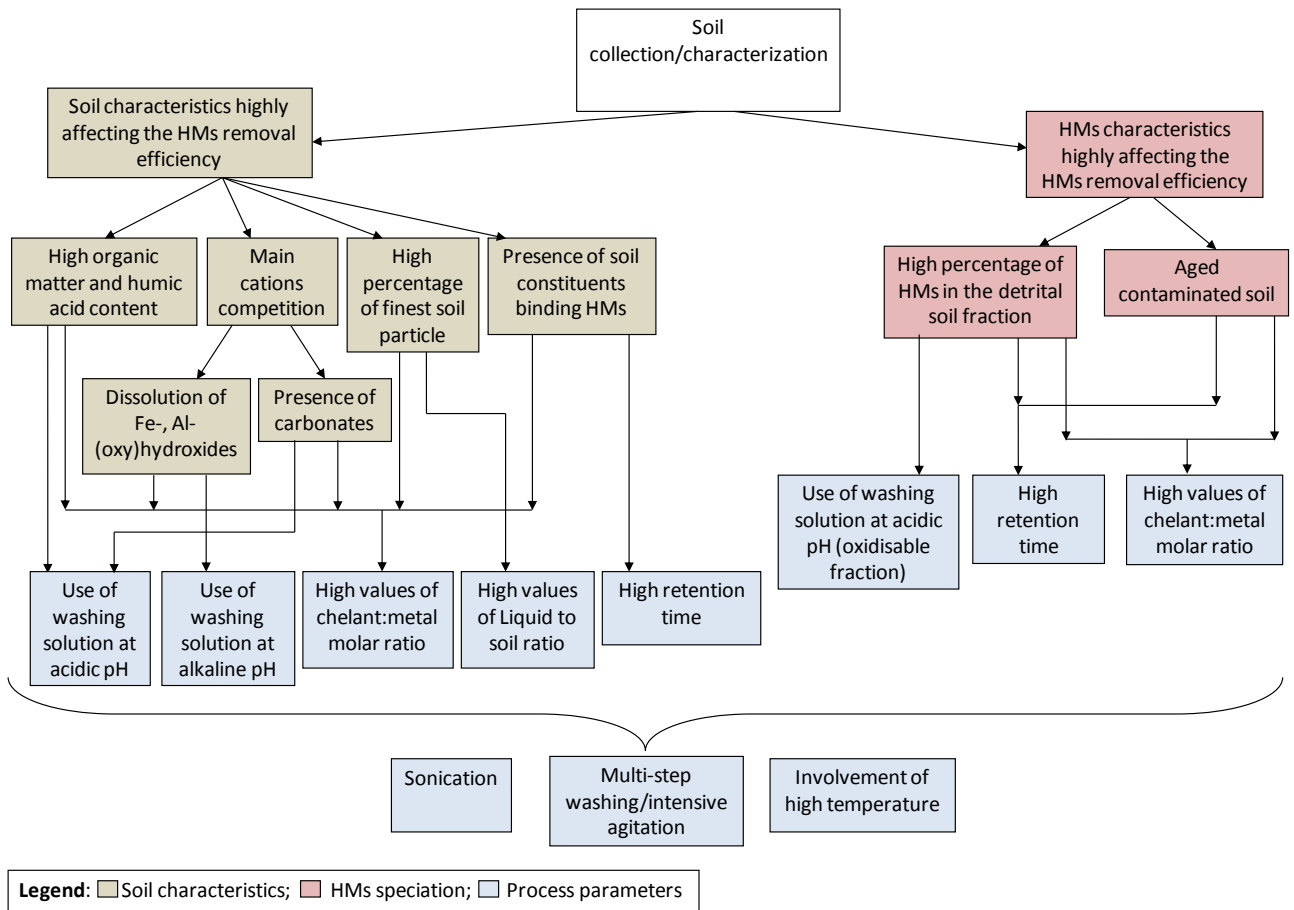 Soil
collection/characterization
Soil characteristics highly
affecting the HMs removal
efficiency
HMs characteristics
highly affecting the
HMs removal efficiency
High organic
matter and humic
acid content
Main
cations
competition
High
percentage
of finest soil
particle
Presence of soil
constituents
binding HMs
High percentage of
HMs in the detrital
soil fraction
Aged
contaminated soil
Dissolution of
Fe-, Al-
(oxy)hydroxides
Presence of
carbonates
Use of washing
solution at acidic
pH (oxidisable
fraction)
High
retention
time
High values of
chelant:metal
molar ratio
Use of
washing
solution at
acidic pH
Use of
washing
solution at
alkaline pH
High values of
chelant:metal
molar ratio
High values
of Liquid to
soil ratio
High retention
time
Sonication
Multi-step
washing/intensive
agitation
Involvement of
high temperature
Legend: Soil characteristics; HMs speciation; Process parameters